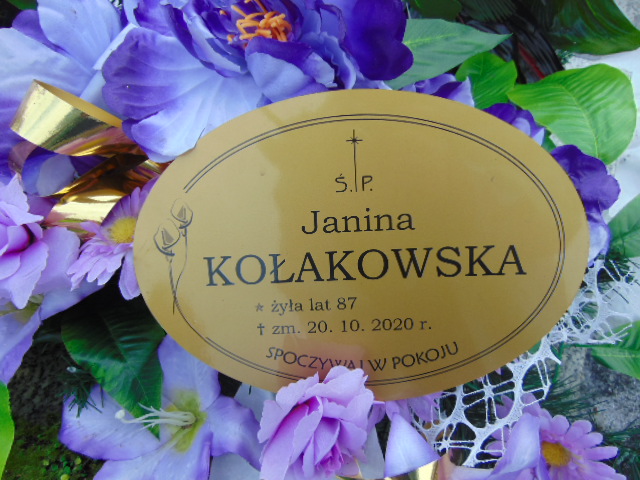 Ś.P.
Janina
KOŁAKOWSKA
* żyła lat 87
† zm. 20. 10. 2020 r.
SPOCZYWAJ W POKOJU